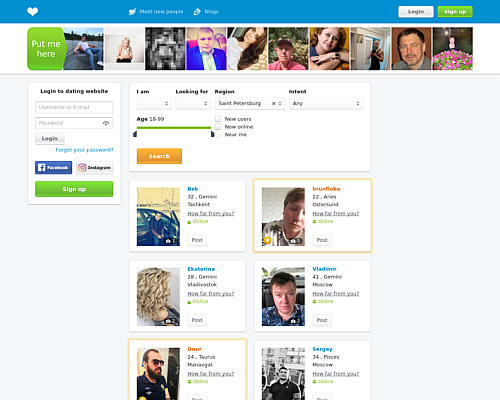 Meet new people
Blogs
Login
Sign up
Put me
here
Login to dating website
Username or E-mail
Password
Login
Forgot your password?
Facebook
Instagram
Sign up
I am
Looking for
Region
Intent
Saint Petersburg
Any
Age 18-99
New users
Now online
Near me
Search
Bek
32 , Gemini
Tashkent
How far from you?
Online
1
Post
brunflobo
22 , Aries
Ostersund
How far from you?
Online
1
Post
Ekaterina
28 , Gemini
Vladivostok
How far from you?
Online
2
Post
Vladimir
41 , Gemini
Moscow
How far from you?
Online
2
Post
Onur
24 , Taurus
Manavgat
How far from you?
Online
Post
Sergey
34 , Pisces
Moscow
How far from you?
Online
Post